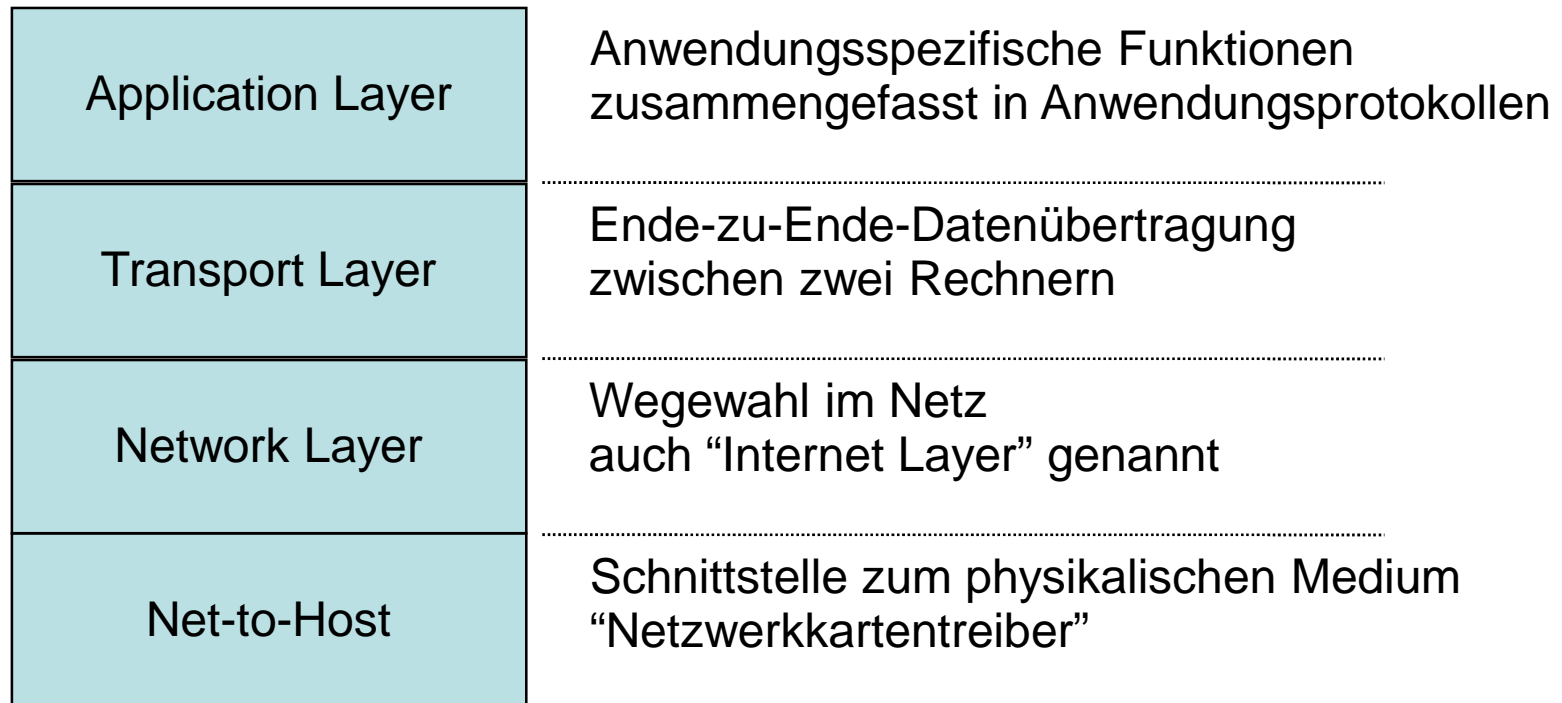 Application Layer
Anwendungsspezifische Funktionen
zusammengefasst in Anwendungsprotokollen
Transport Layer
Ende-zu-Ende-Datenübertragung
zwischen zwei Rechnern
Network Layer
Wegewahl im Netz
auch “Internet Layer” genannt
Net-to-Host
Schnittstelle zum physikalischen Medium
“Netzwerkkartentreiber”